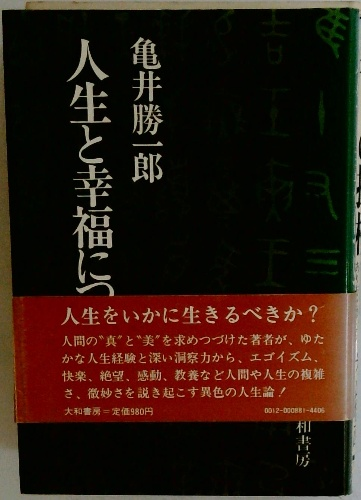 亀井勝一郎
人生と幸福につ
人生をいかに生きるべきか？
人間の〝真〟と〝美〟を求めつづけた著者が、ゆた
かな人生経験と深い洞察力から、エゴイズム、
快楽、絶望、感動、教養など人間や人生の複雑
さ、微妙さを説き起こす異色の人生論！
大和書房＝定価980円
0012-000881-4406
和書房